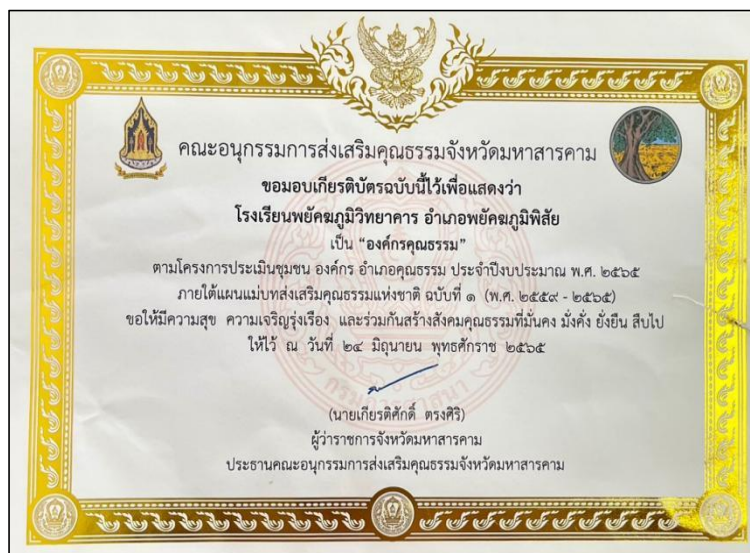 คณะอนุกรรมการส่งเสริมคุณธรรมจังหวัดมหาสารคาม
ขอมอบเกียรติบัตรฉบับนี้ไว้เพื่อแสดงว่า
โรงเรียนพยัคฆภูมิวิทยาคาร อำเภอพยัคฆภูมิพิสัย
เป็น “องค์กรคุณธรรม”
ตามโครงการประเมินชุมชน องค์กร อำเภอคุณธรรม ประจำปีงบประมาณ พ.ศ. ๒๕๖๕
ภายใต้แผนแม่บทส่งเสริมคุณธรรมแห่งชาติ ฉบับที่ ๑ (พ.ศ. ๒๕๕๙ - ๒๕๖๕)
ขอให้มีความสุข ความเจริญรุ่งเรือง และร่วมกันสร้างสังคมคุณธรรมที่มั่นคง มั่งคั่ง ยั่งยืน สืบไป
ให้ไว้ ณ วันที่ ๒๔ มิถุนายน พุทธศักราช ๒๕๖๕
กรมการศาสนา
(นายเกียรติศักดิ์ ตรงศิริ)
ผู้ว่าราชการจังหวัดมหาสารคาม
ประธานคณะอนุกรรมการส่งเสริมคุณธรรมจังหวัดมหาสารคาม